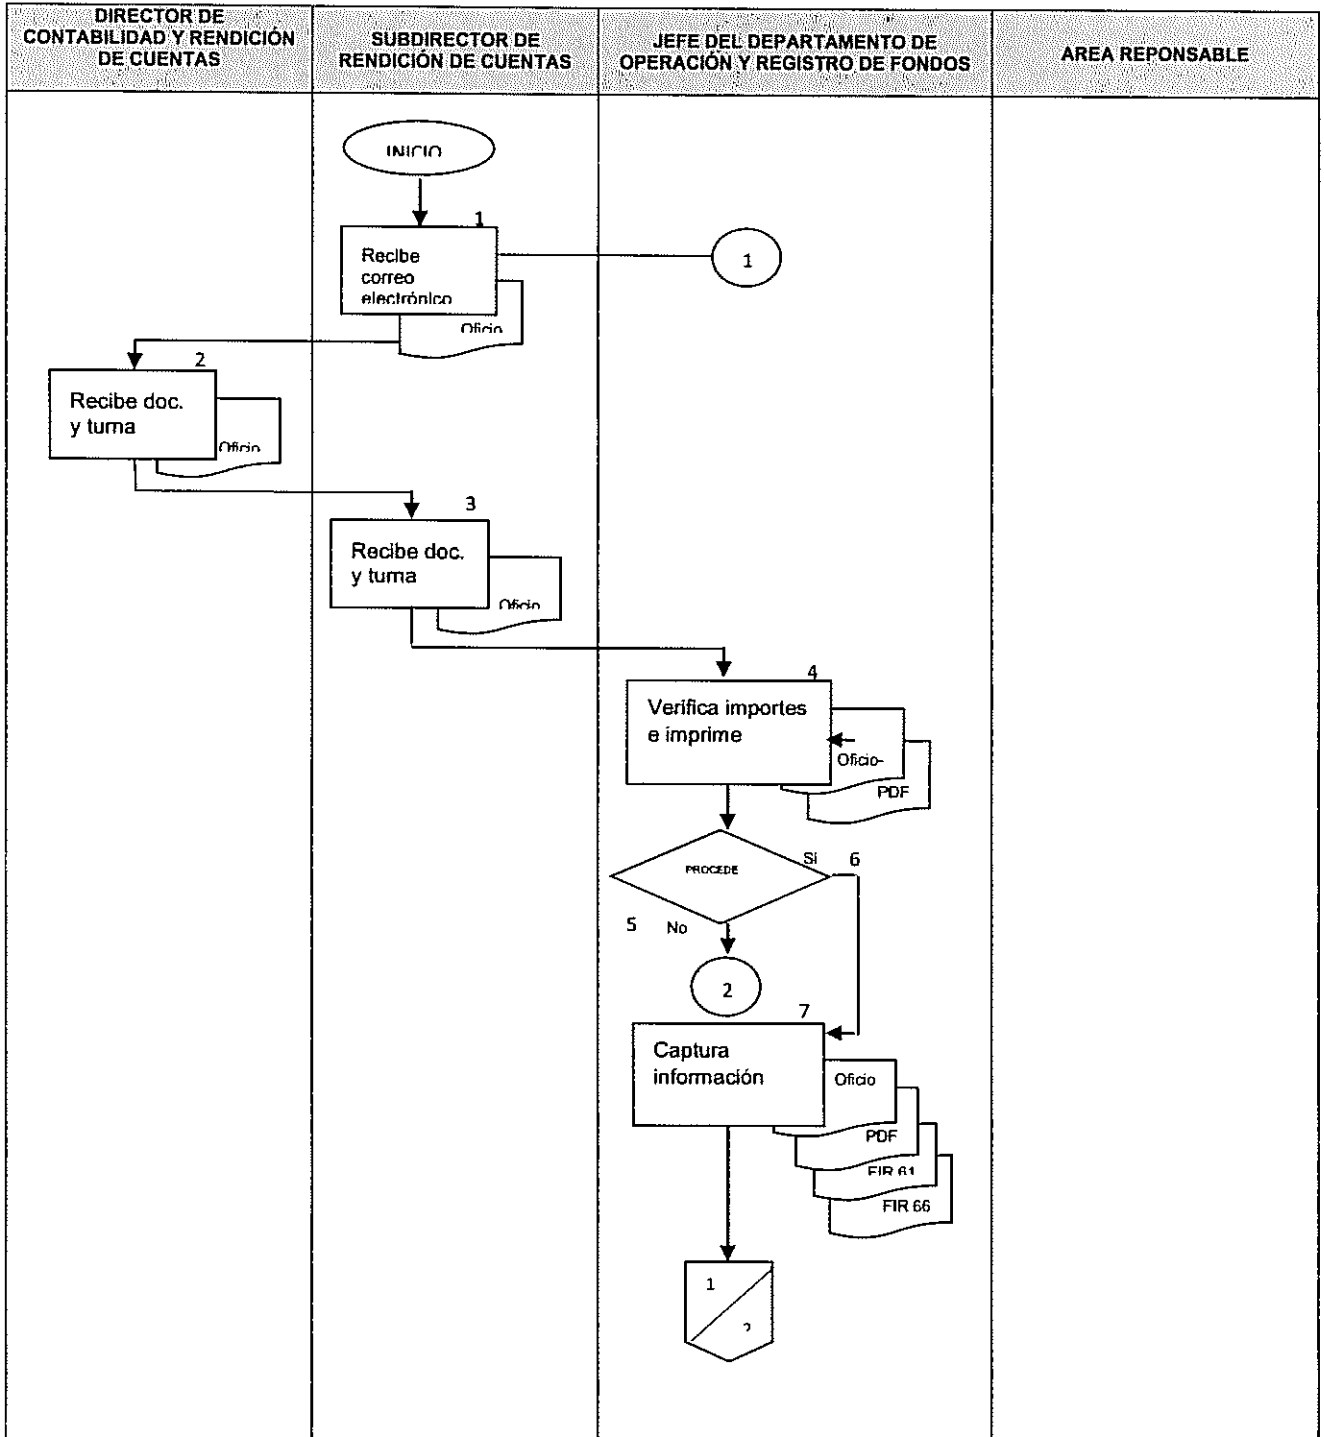 DIRECTOR DE
CONTABILIDAD Y RENDICIÓN
DE CUENTAS
SUBDIRECTOR DE
RENDICIÓN DE CUENTAS
JEFE DEL DEPARTAMENTO DE
OPERACIÓN Y REGISTRO DE FONDOS
AREA REPONSABLE
INICIO
1
Recibe
correo
electrónico
Oficio
1
2
Recibe doc.
y turna
Oficio
3
Recibe doc.
y turna
Oficio
4
Verifica importes
e imprime
Oficio-
PDF
PROCEDE
Si
6
5
No
2
7
Captura
información
Oficio
PDF
FIR 61
FIR 66
1
2